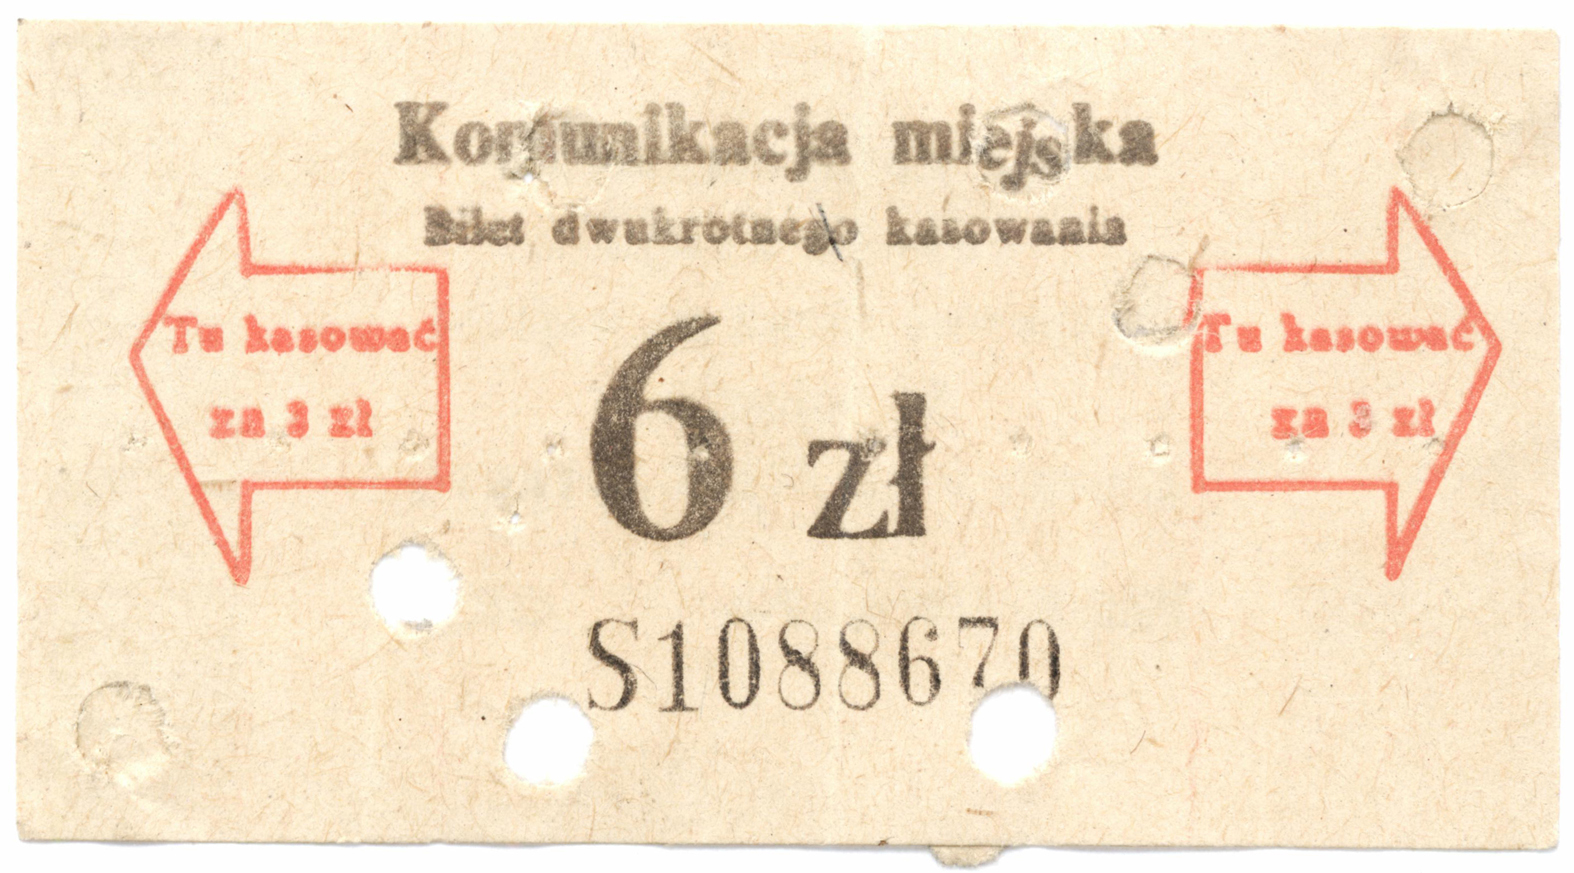 Komunikacja miejska
Bilet dwukrotnego kasowania
Tu kasować
za 3 zł
6 zł
Tu kasować
za 3 zł
S1088670